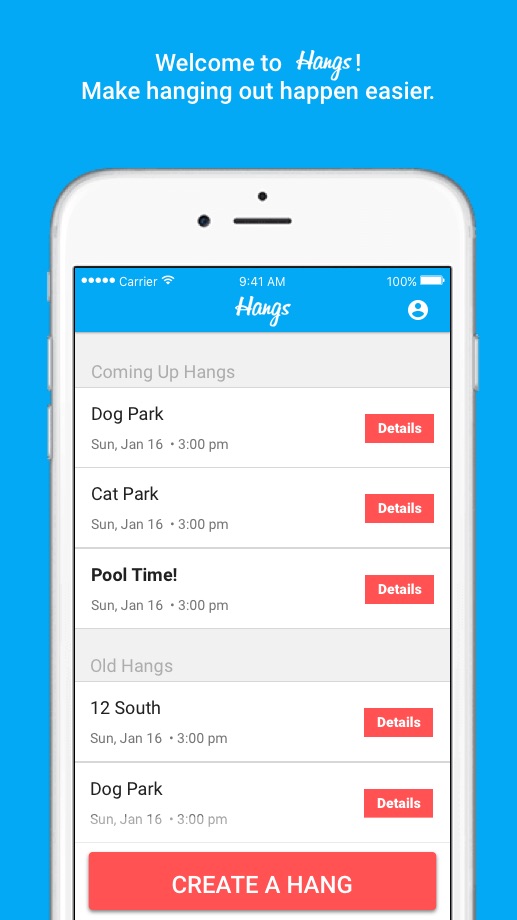 Welcome to Hangs!
Make hanging out happen easier.
Carrier 9:41 AM 100%
Hangs
Coming Up Hangs
Dog Park
Sun, Jan 16 • 3:00 pm
Details
Cat Park
Sun, Jan 16 • 3:00 pm
Details
Pool Time!
Sun, Jan 16 • 3:00 pm
Details
Old Hangs
12 South
Sun, Jan 16 • 3:00 pm
Details
Dog Park
Sun, Jan 16 • 3:00 pm
Details
CREATE A HANG